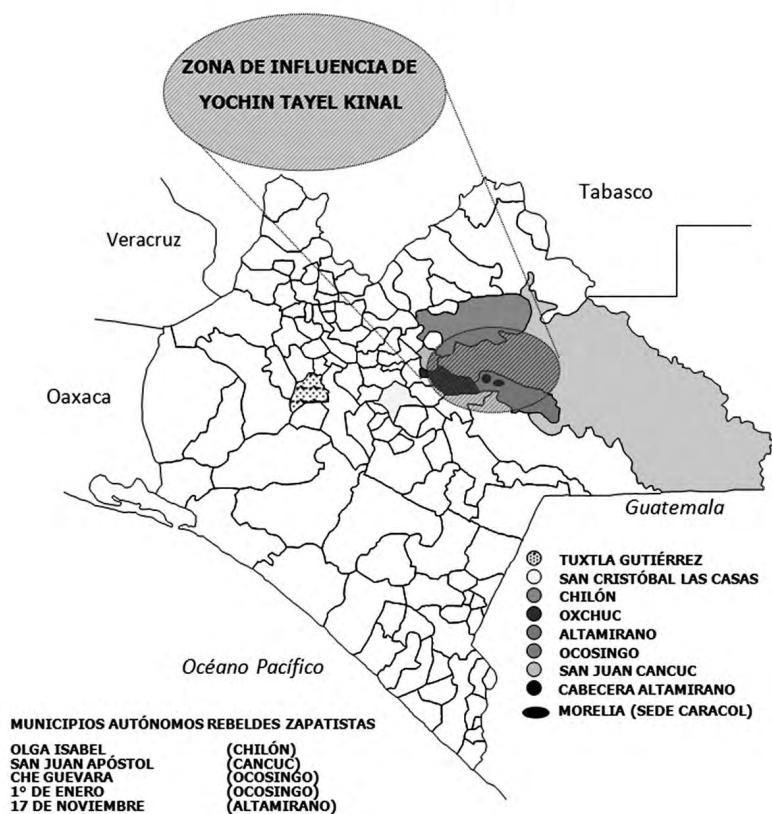 ZONA DE INFLUENCIA DE
YOCHIN TAYEL KINAL
Tabasco
Veracruz
Oaxaca
Guatemala
Océano Pacífico
TUXTLA GUTIÉRREZ
SAN CRISTÓBAL LAS CASAS
CHILÓN
OXCHUC
ALTAMIRANO
OCOSINGO
SAN JUAN CANCUC
CABECERA ALTAMIRANO
MORELIA (SEDE CARACOL)
MUNICIPIOS AUTÓNOMOS REBELDES ZAPATISTAS
OLGA ISABEL (CHILÓN)
SAN JUAN APÓSTOL (CANCUC)
CHE GUEVARA (OCOSINGO)
1º DE ENERO (OCOSINGO)
17 DE NOVIEMBRE (ALTAMIRANO)